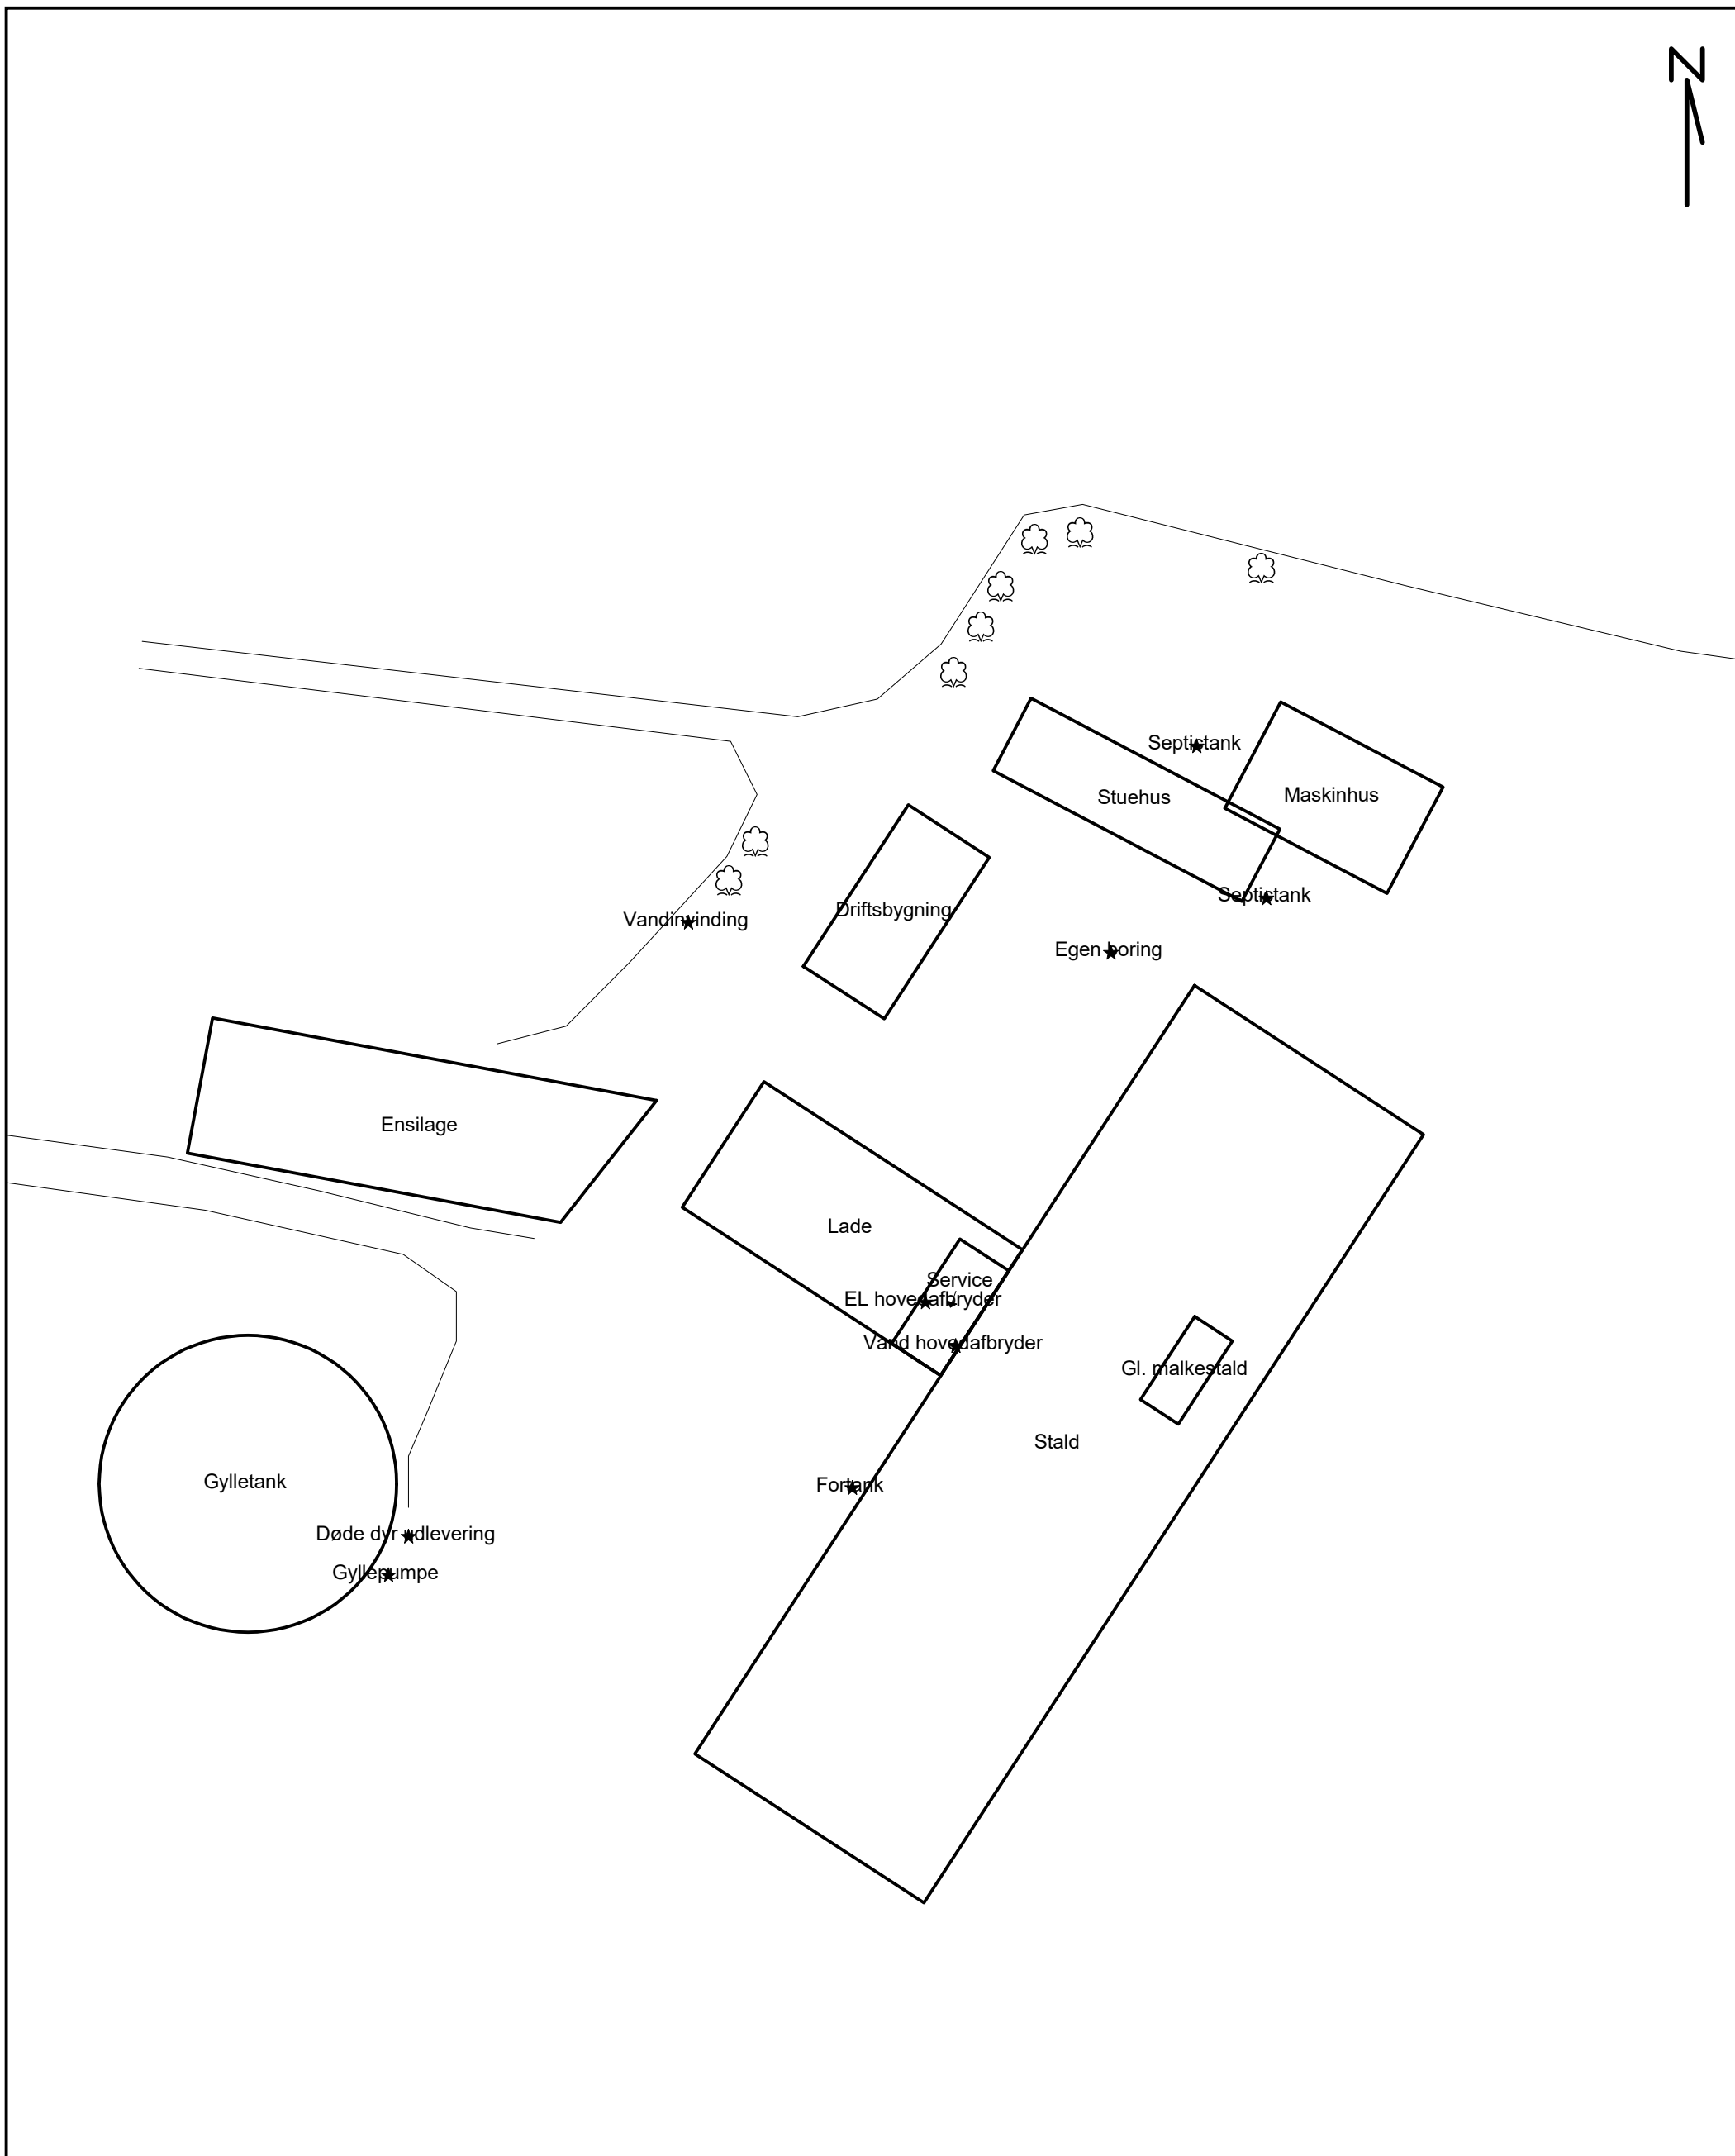 N
Septictank
Maskinhus
Stuehus
Septictank
Driftsbygning
Vandinvinding
Egen boring
Ensilage
Lade
Service
EL hovedafbryder
Vand hovedafbryder
Gl. malkestald
Stald
Gylletank
Fortank
Døde dyr udlevering
Gyllepumpe